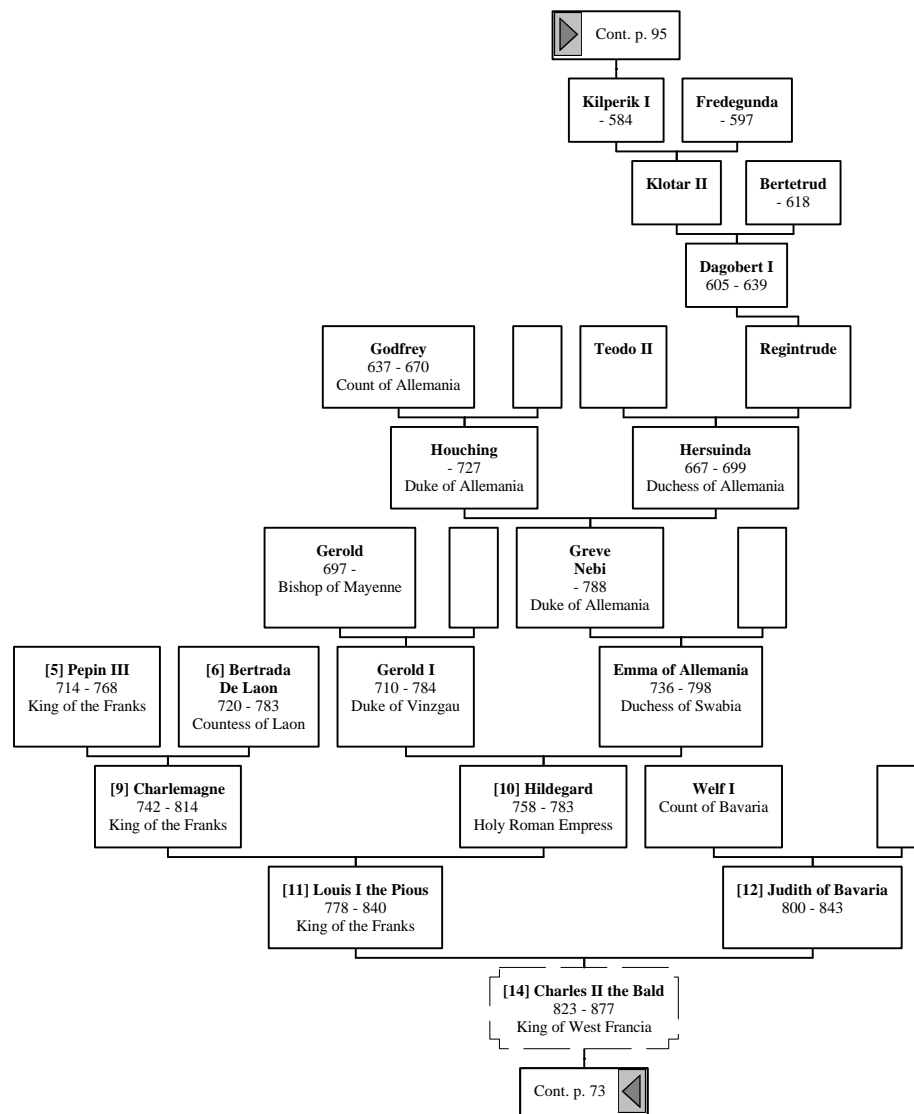 Cont. p. 95
Kilperik I
- 584
Fredegunda
- 597
Klotar II
Bertetrud
- 618
Dagobert I
605 - 639
Godfrey
637 - 670
Count of Allemania
Teodo II
Regintrude
Houching
- 727
Duke of Allemania
Hersuinda
667 - 699
Duchess of Allemania
Gerold
697 -
Bishop of Mayenne
Greve
Nebi
- 788
Duke of Allemania
[5] Pepin III
714 - 768
King of the Franks
[6] Bertrada
De Laon
720 - 783
Countess of Laon
Gerold I
710 - 784
Duke of Vinzgau
Emma of Allemania
736 - 798
Duchess of Swabia
[9] Charlemagne
742 - 814
King of the Franks
[10] Hildegard
758 - 783
Holy Roman Empress
Welf I
Count of Bavaria
[11] Louis I the Pious
778 - 840
King of the Franks
[12] Judith of Bavaria
800 - 843
[14] Charles II the Bald
823 - 877
King of West Francia
Cont. p. 73